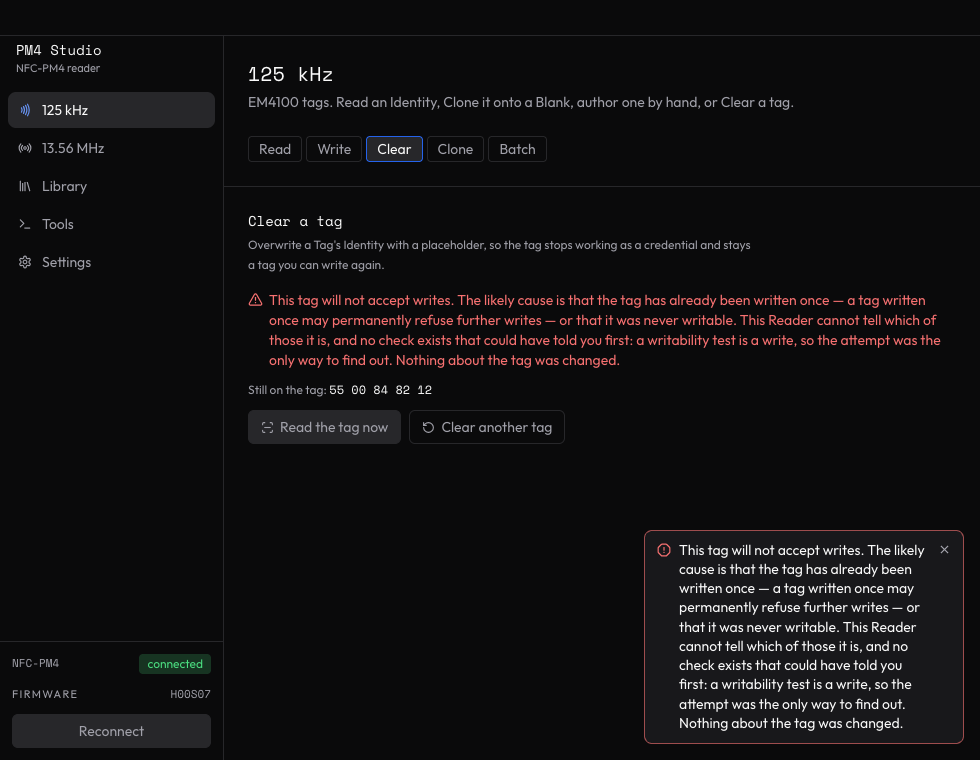 PM4 Studio
NFC-PM4 reader
125 kHz
13.56 MHz
Library
Tools
Settings
NFC-PM4
connected
FIRMWARE
H00S07
Reconnect
125 kHz
EM4100 tags. Read an Identity, Clone it onto a Blank, author one by hand, or Clear a tag.
Read
Write
Clear
Clone
Batch
Clear a tag
Overwrite a Tag's Identity with a placeholder, so the tag stops working as a credential and stays
a tag you can write again.
This tag will not accept writes. The likely cause is that the tag has already been written once — a tag written
once may permanently refuse further writes — or that it was never writable. This Reader cannot tell which of
those it is, and no check exists that could have told you first: a writability test is a write, so the attempt was the
only way to find out. Nothing about the tag was changed.
Still on the tag: 55 00 84 82 12
Read the tag now
Clear another tag
This tag will not accept writes. The likely
cause is that the tag has already been
written once — a tag written once may
permanently refuse further writes — or
that it was never writable. This Reader
cannot tell which of those it is, and no
check exists that could have told you
first: a writability test is a write, so the
attempt was the only way to find out.
Nothing about the tag was changed.